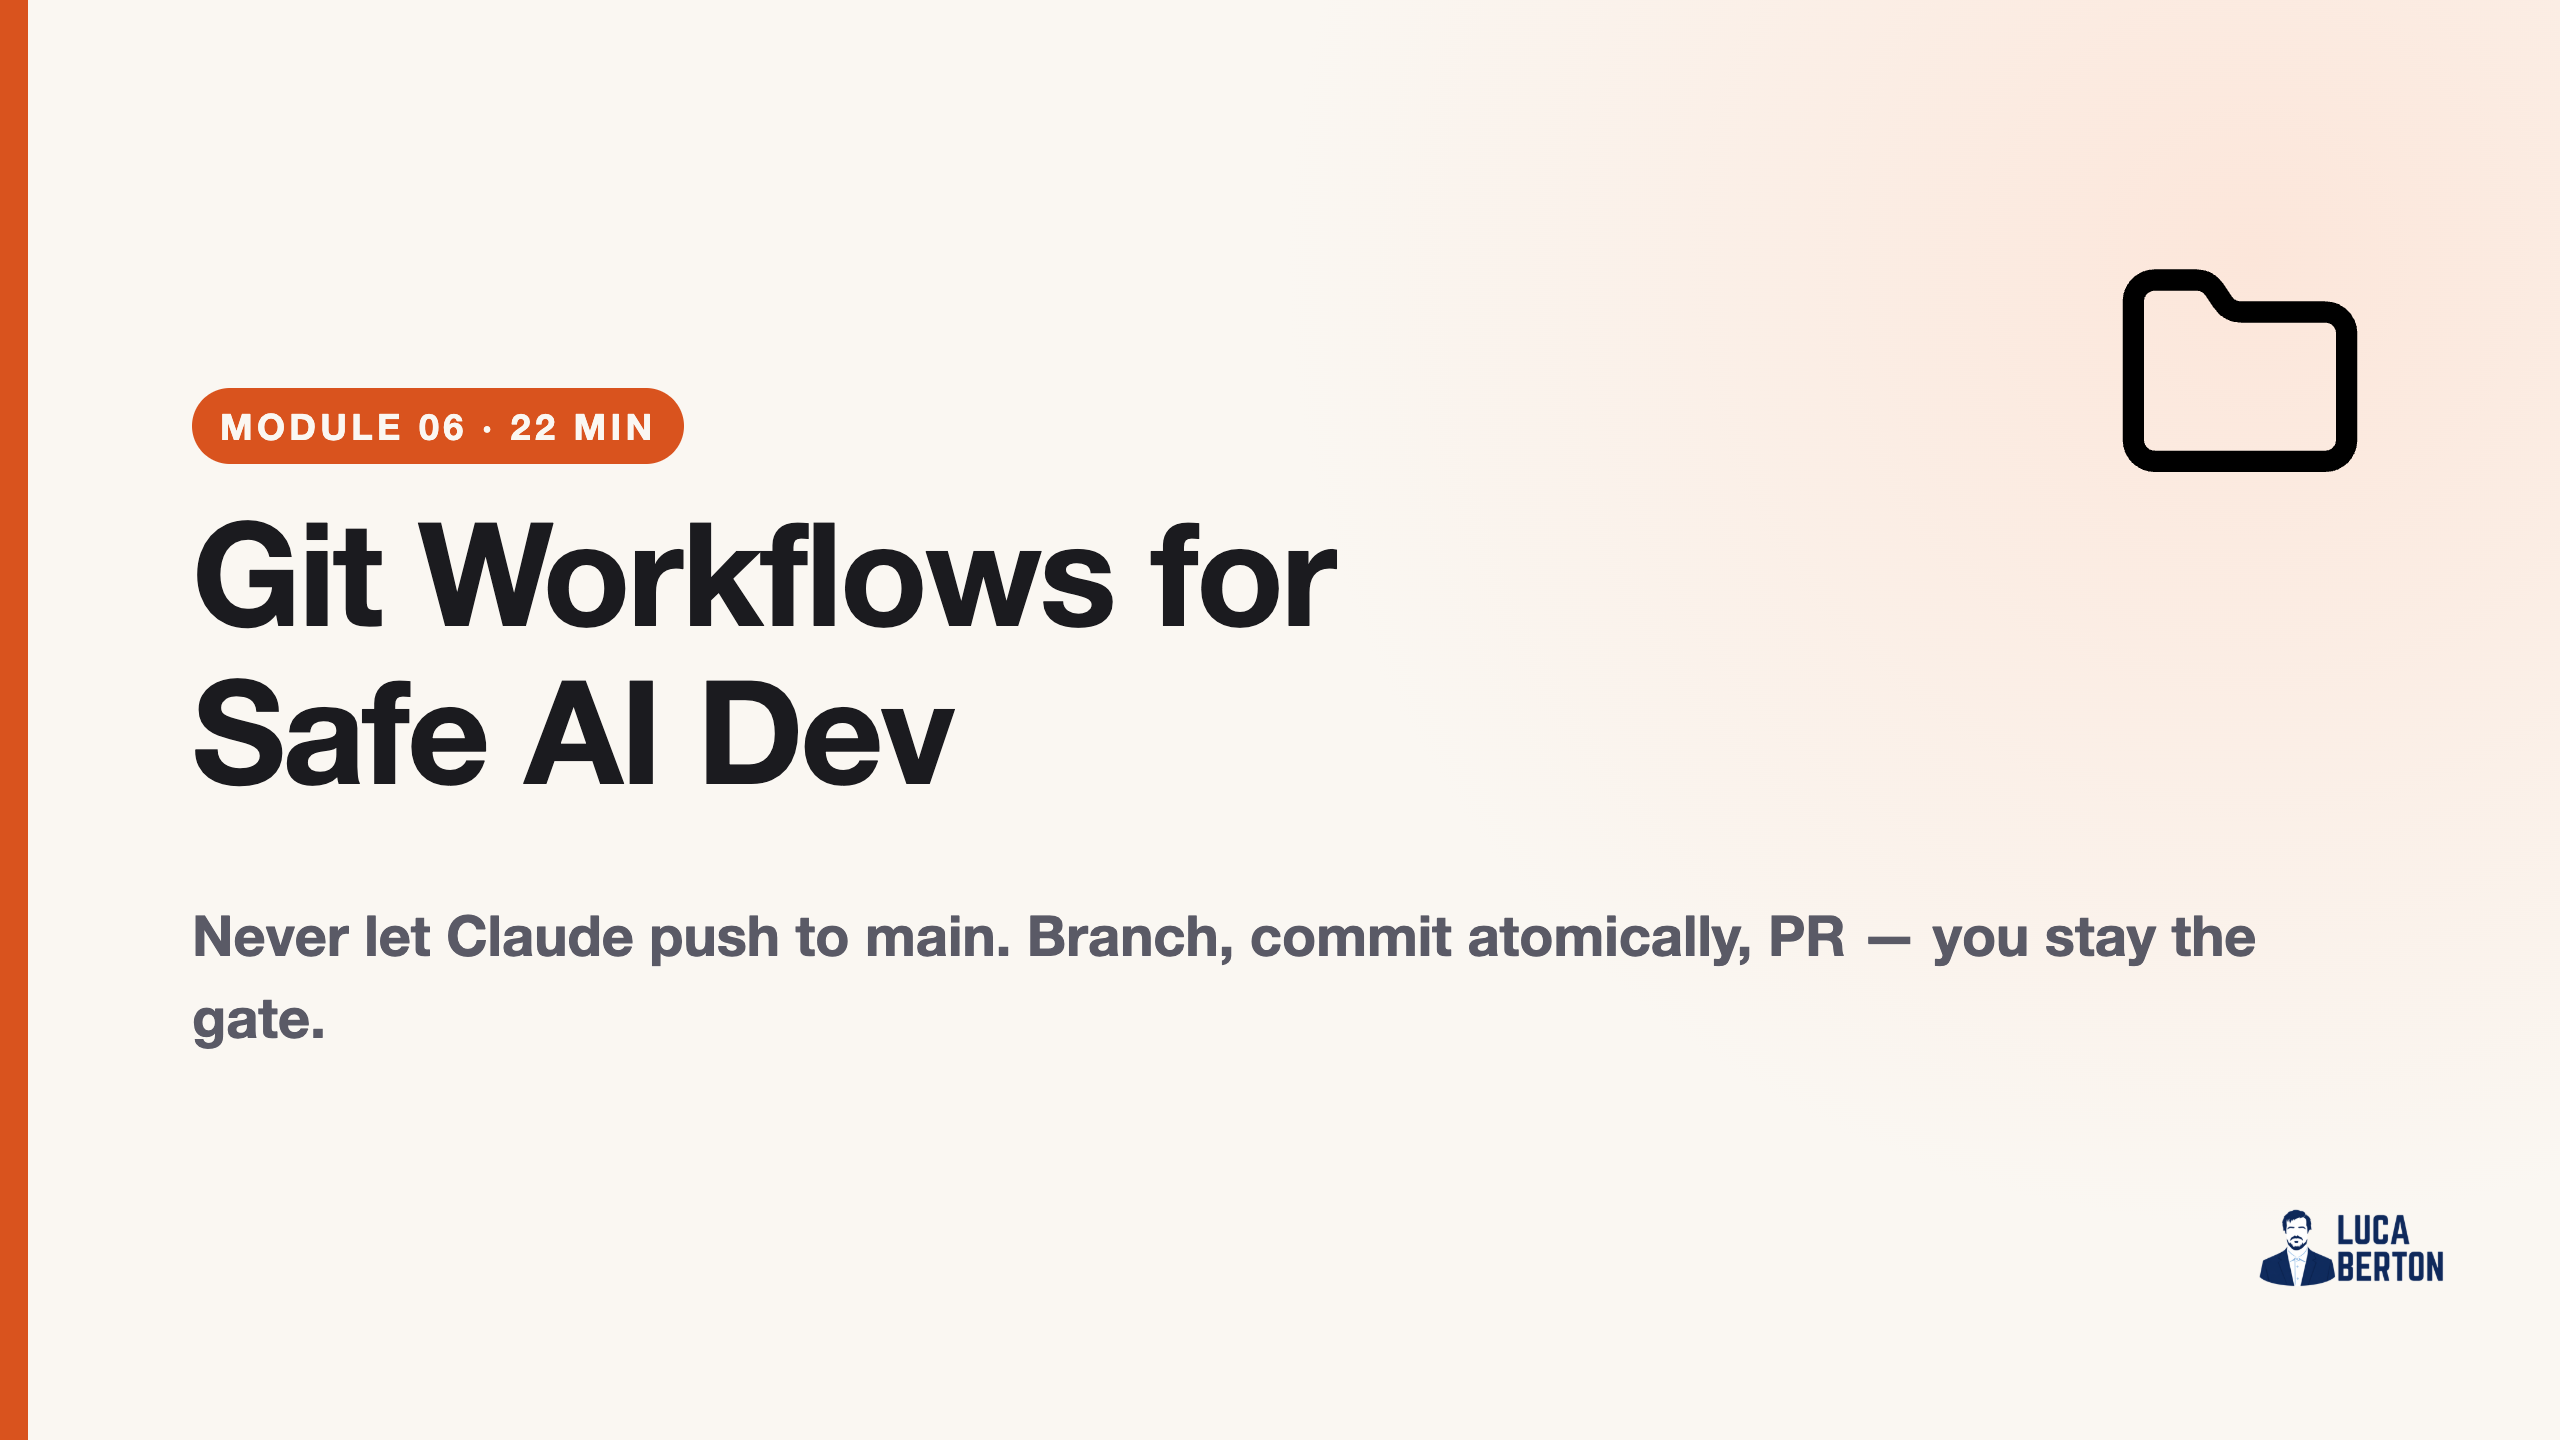 MODULE 06 · 22 MIN
Git Workflows for
Safe AI Dev
Never let Claude push to main. Branch, commit atomically, PR — you stay the
gate.
LUCA
BERTON